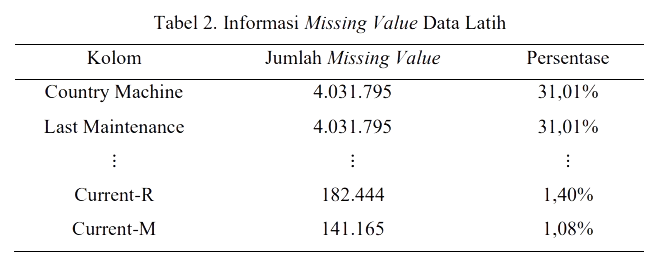 Tabel 2. Informasi Missing Value Data Latih
Kolom Jumlah Missing Value Persentase
Country Machine 4.031.795 31,01%
Last Maintenance 4.031.795 31,01%
⋮ ⋮ ⋮
Current-R 182.444 1,40%
Current-M 141.165 1,08%